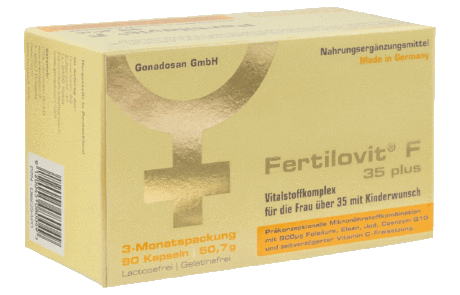 Gonadosan GmbH
Nahrungsergänzungsmittel
Made in Germany
Fertilovit® F
35 plus
Vitalstoffkomplex
für die Frau über 35 mit Kinderwunsch
Präkonzeptionelle Mikronährstoffkombination
mit 800µg Folsäure, Eisen, Jod, Coenzym Q10
und zeitverzögerter Vitamin C-Freisetzung
3-Monatspackung
90 Kapseln | 50,7g
Lactosefrei | Gelatinefrei